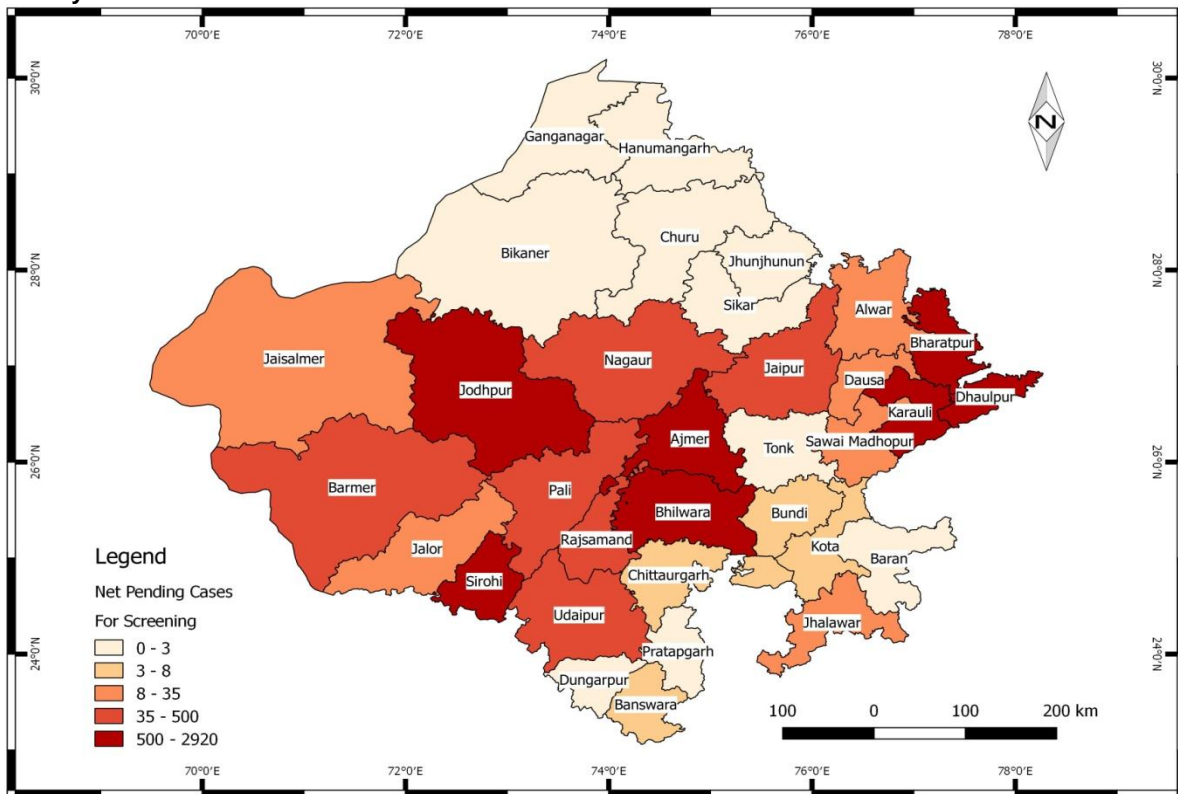 70°0'E 72°0'E 74°0'E 76°0'E 78°0'E
30°0'N 30°0'N
N
Ganganagar
Hanumangarh
Churu
Bikaner
Jhunjhunun
28°0'N 28°0'N
Sikar
Alwar
Bharatpur
Jaisalmer
Nagaur
Jaipur
Dausa
Jodhpur
Dhaulpur
Karauli
Ajmer
Tonk
Sawai Madhopur
26°0'N 26°0'N
Barmer
Pali
Bhilwara
Bundi
Rajsamand
Kota
Jalor
Baran
Sirohi
Chittaurgarh
Udaipur
Jhalawar
24°0'N 24°0'N
Pratapgarh
Dungarpur
Banswara
Legend
Net Pending Cases
For Screening
0 - 3
3 - 8
8 - 35
35 - 500
500 - 2920
100 0 100 200 km
70°0'E 72°0'E 74°0'E 76°0'E 78°0'E